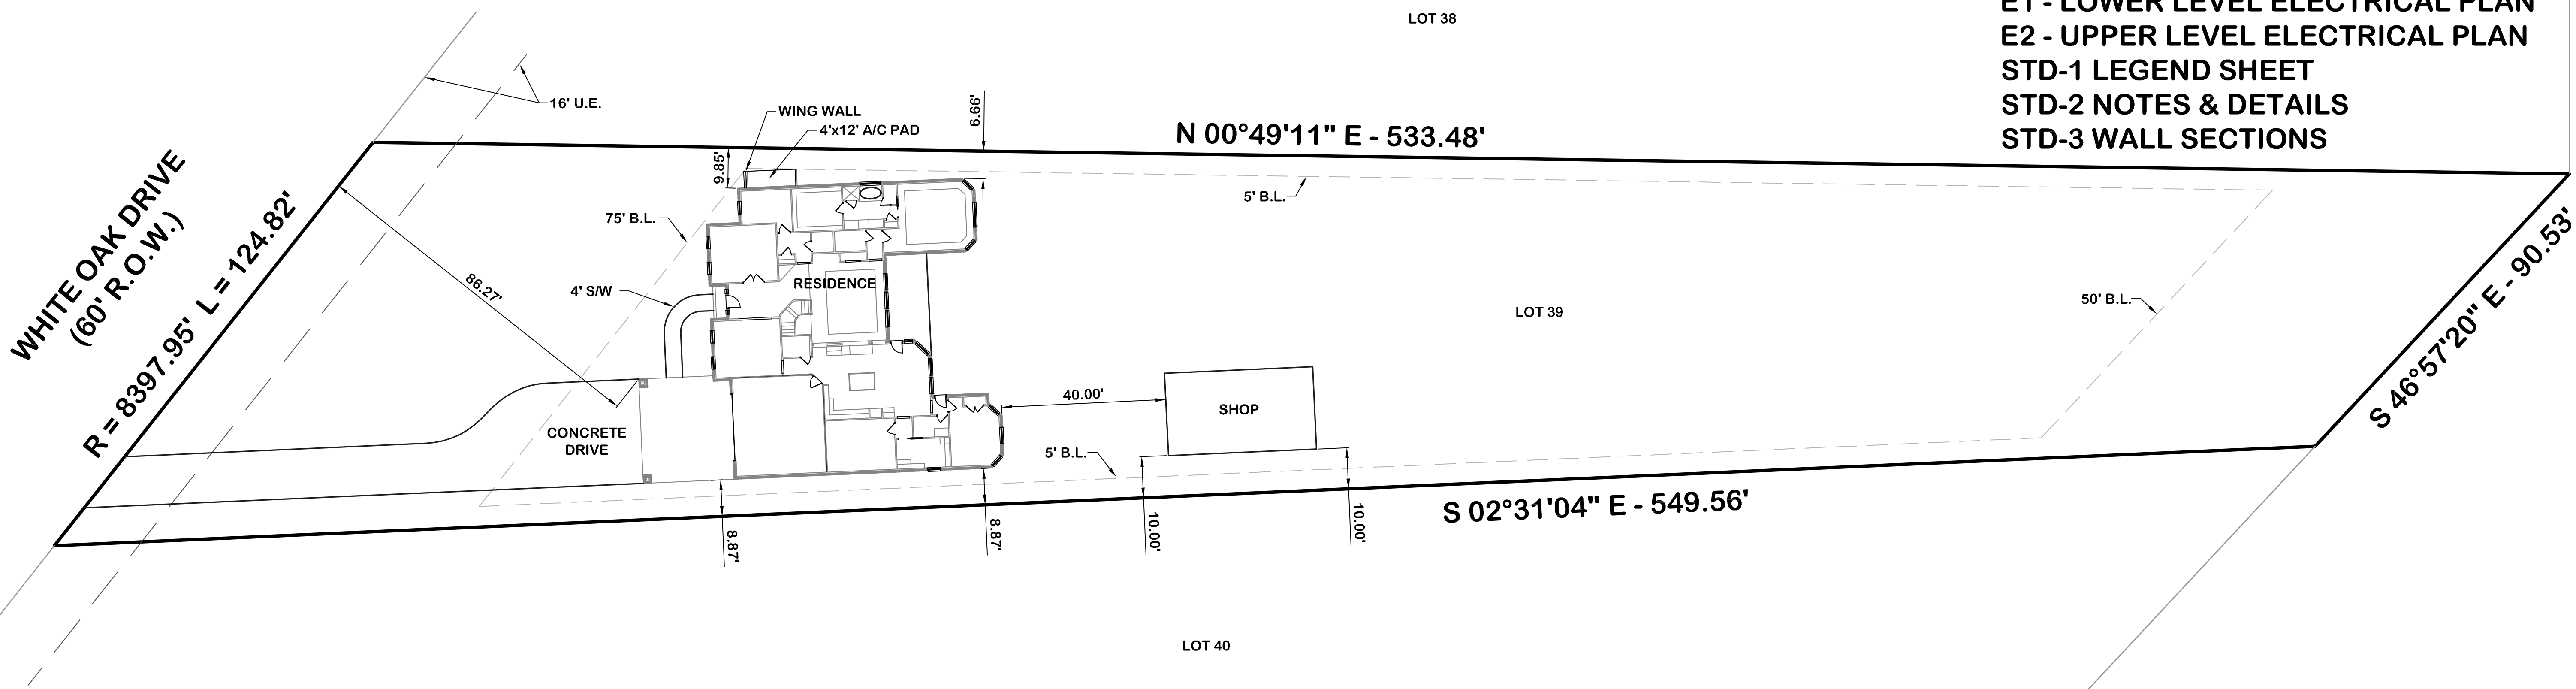 LOT 38
E1 - LOWER LEVEL ELECTRICAL PLAN
E2 - UPPER LEVEL ELECTRICAL PLAN
STD-1 LEGEND SHEET
STD-2 NOTES & DETAILS
STD-3 WALL SECTIONS
16' U.E.
WING WALL
4'x12' A/C PAD
6.66'
N 00°49'11" E - 533.48'
9.85'
WHITE OAK DRIVE
(60' R.O.W.)
R = 8397.95' L = 124.82'
75' B.L.
5' B.L.
86.27'
4' S/W
RESIDENCE
LOT 39
50' B.L.
S 46°57'20" E - 90.53'
40.00'
SHOP
CONCRETE
DRIVE
5' B.L.
8.87'
8.87'
10.00'
10.00'
S 02°31'04" E - 549.56'
LOT 40